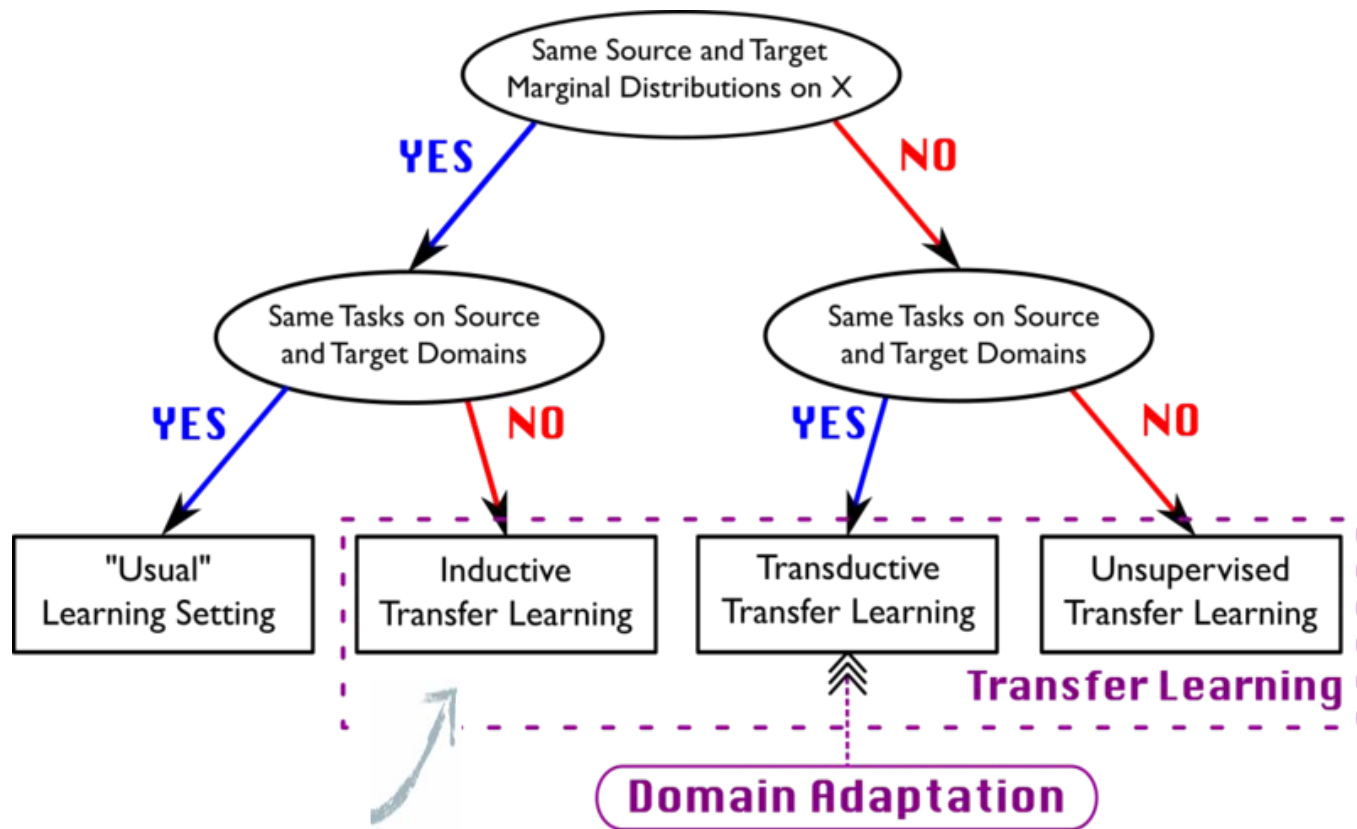 Same Source and Target
Marginal Distributions on X
YES
NO
Same Tasks on Source
and Target Domains
Same Tasks on Source
and Target Domains
YES
NO
YES
NO
"Usual"
Learning Setting
Inductive
Transfer Learning
Transductive
Transfer Learning
Unsupervised
Transfer Learning
Transfer Learning
Domain Adaptation